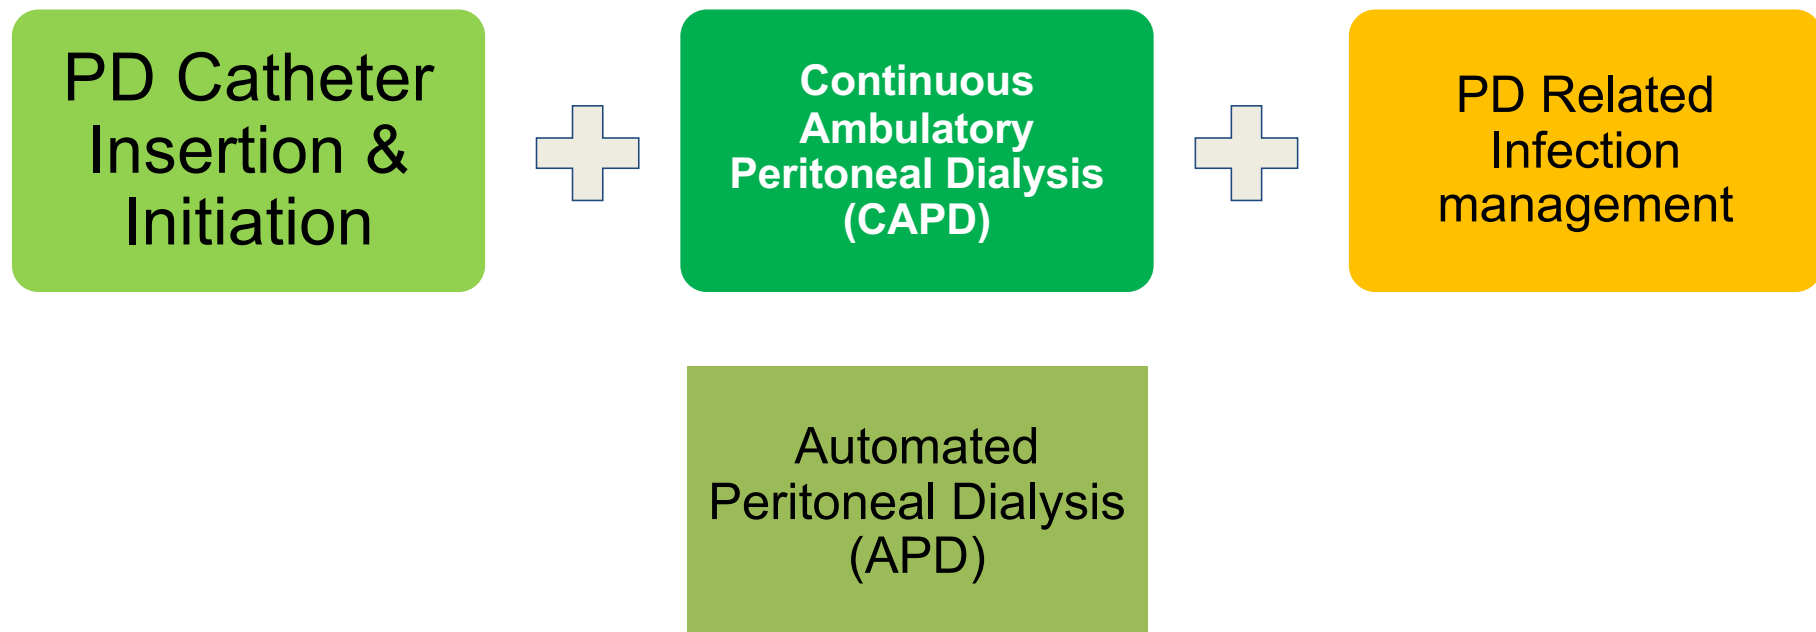 PD Catheter
Insertion &
Initiation
Continuous
Ambulatory
Peritoneal Dialysis
(CAPD)
PD Related
Infection
management
Automated
Peritoneal Dialysis
(APD)